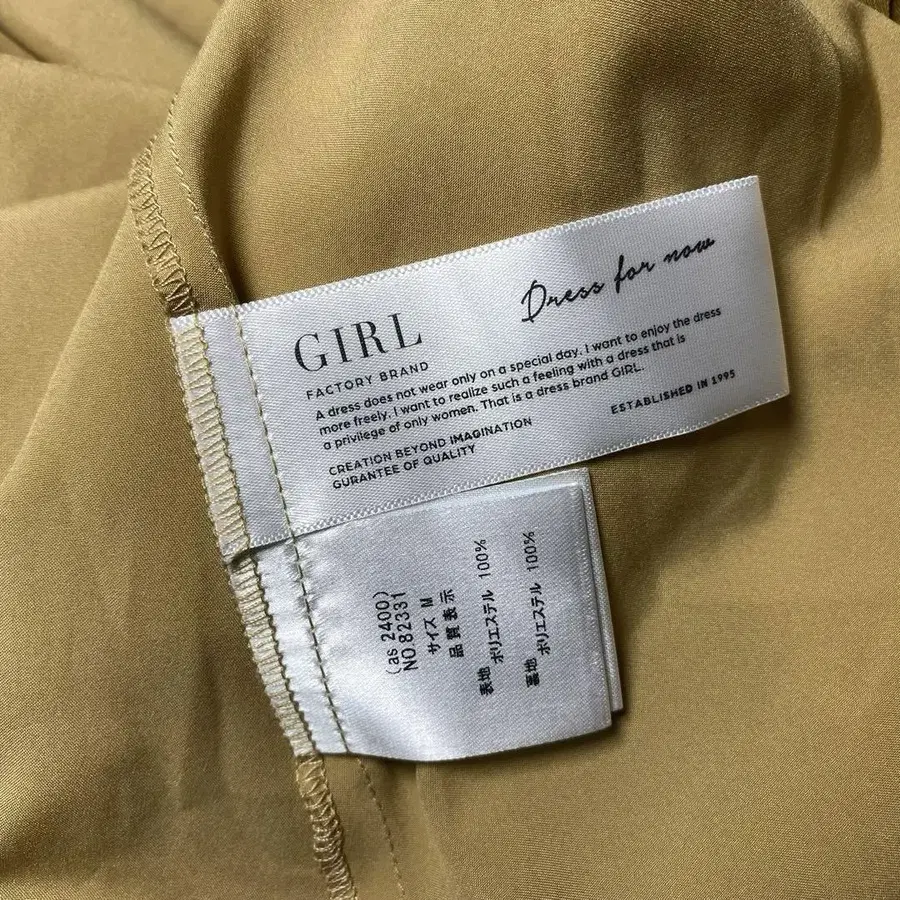 GIRL
Dress for now
FACTORY BRAND
A dress does not wear only on a special day. I want to enjoy the dress
more freely. I want to realize such a feeling with a dress that is
a privilege of only women. That is a dress brand GIRL.
CREATION BEYOND IMAGINATION
GURANTEE OF QUALITY
ESTABLISHED IN 1995
(as 2400)
NO.82331
サイズ M
品質表示
表地 ポリエステル 100%
裏地 ポリエステル 100%